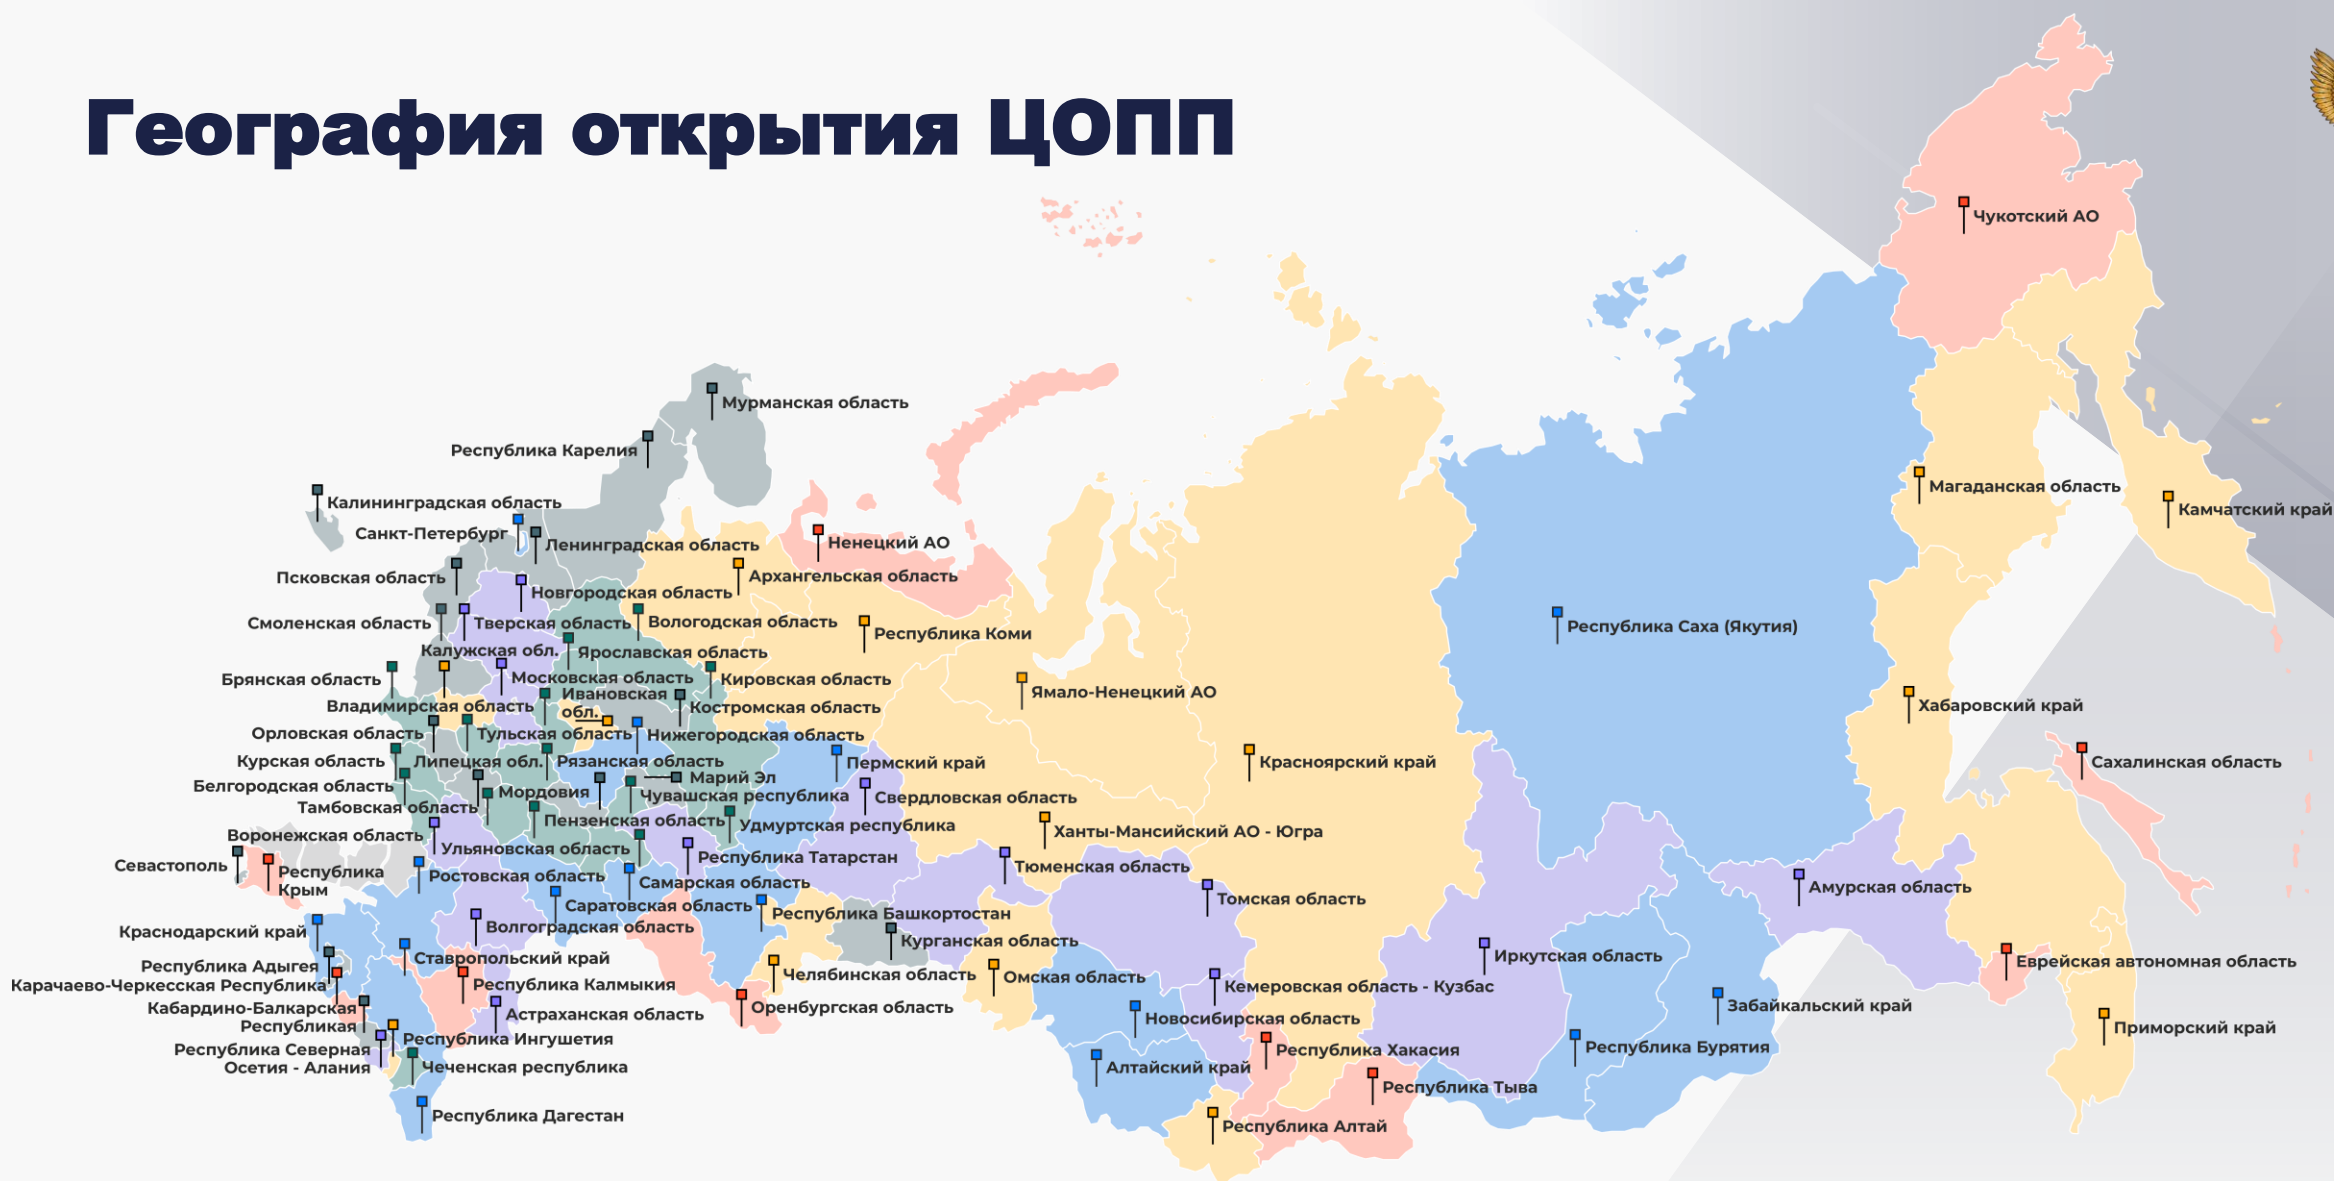 География открытия ЦОПП
Чукотский АО
Мурманская область
Республика Карелия
Магаданская область
Камчатский край
Калининградская область
Санкт-Петербург
Ленинградская область
Ненецкий АО
Псковская область
Архангельская область
Новгородская область
Смоленская область
Тверская область
Вологодская область
Республика Коми
Республика Саха (Якутия)
Калужская обл.
Ярославская область
Брянская область
Московская область
Кировская область
Ямало-Ненецкий АО
Ивановская
обл.
Владимирская область
Костромская область
Хабаровский край
Орловская область
Тульская область
Нижегородская область
Курская область
Липецкая обл.
Рязанская область
Пермский край
Красноярский край
Сахалинская область
Белгородская область
Мордовия
Марий Эл
Чувашская республика
Свердловская область
Тамбовская область
Пензенская область
Удмуртская республика
Ханты-Мансийский АО - Югра
Воронежская область
Ульяновская область
Республика Татарстан
Севастополь
Республика
Крым
Ростовская область
Самарская область
Тюменская область
Томская область
Амурская область
Саратовская область
Республика Башкортостан
Краснодарский край
Волгоградская область
Курганская область
Иркутская область
Еврейская автономная область
Республика Адыгея
Ставропольский край
Челябинская область
Омская область
Кемеровская область - Кузбас
Карачаево-Черкесская Республика
Республика Калмыкия
Оренбургская область
Забайкальский край
Кабардино-Балкарская
Республикая
Астраханская область
Новосибирская область
Приморский край
Республика Северная
Осетия - Алания
Республика Ингушетия
Республика Хакасия
Республика Бурятия
Чеченская республика
Алтайский край
Республика Тыва
Республика Дагестан
Республика Алтай